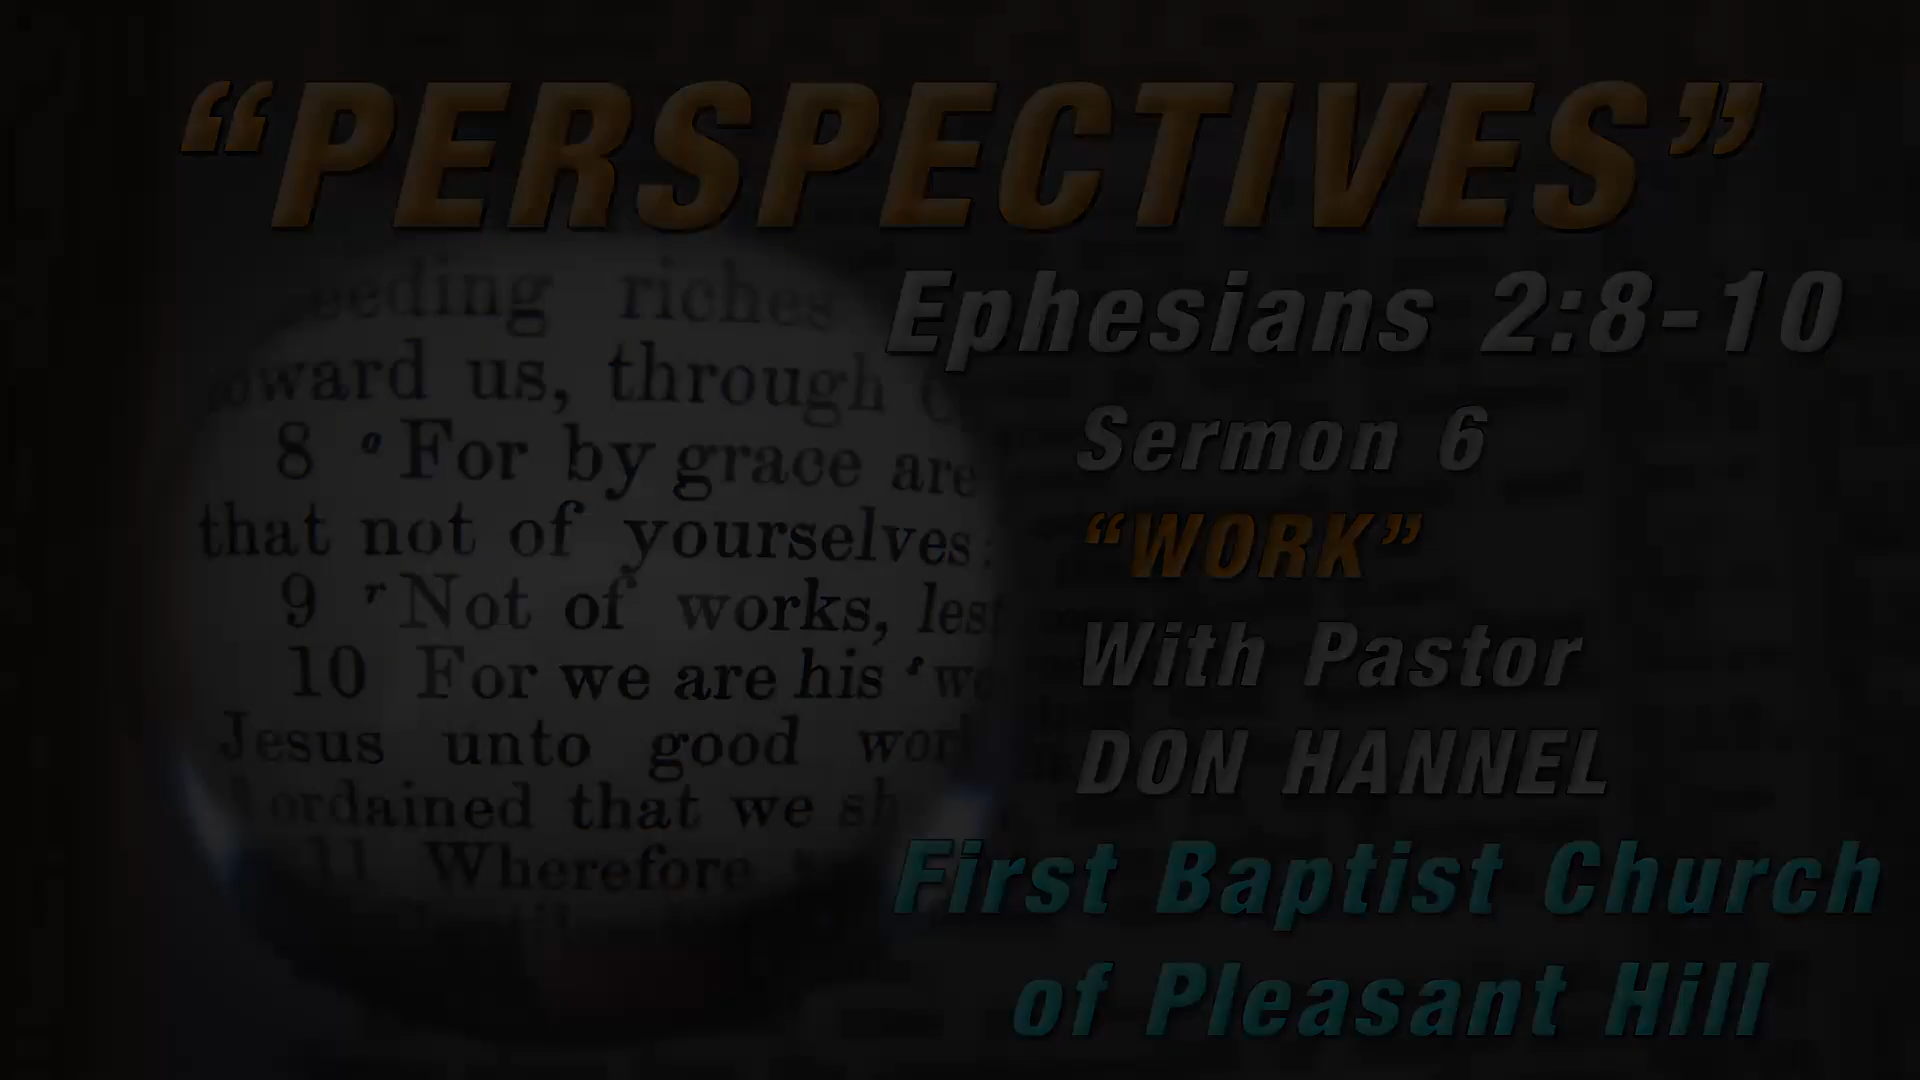 “PERSPECTIVES”
Ephesians 2:8-10
Sermon 6
“WORK”
With Pastor
DON HANNEL
First Baptist Church
of Pleasant Hill
riches
us, through
8 ° For by grace are
that not of yourselves:
9 r Not of works,
10 For we are his
Jesus unto good
ordained that we
11 Wherefore